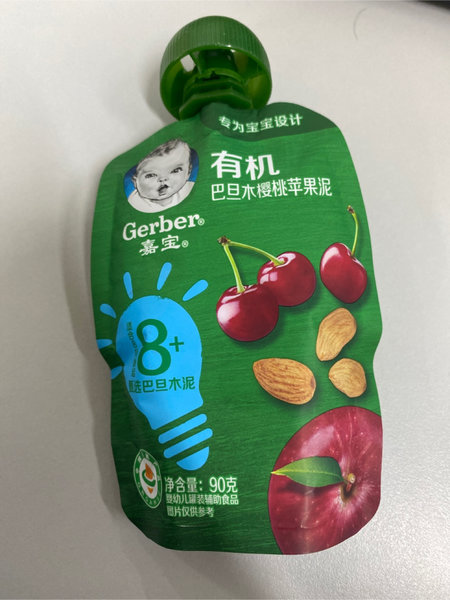 专为宝宝设计
有机
巴旦木樱桃苹果泥
Gerber®
嘉宝®
8+
甄选巴旦木泥
净含量：90克
婴幼儿罐装辅助食品
图片仅供参考